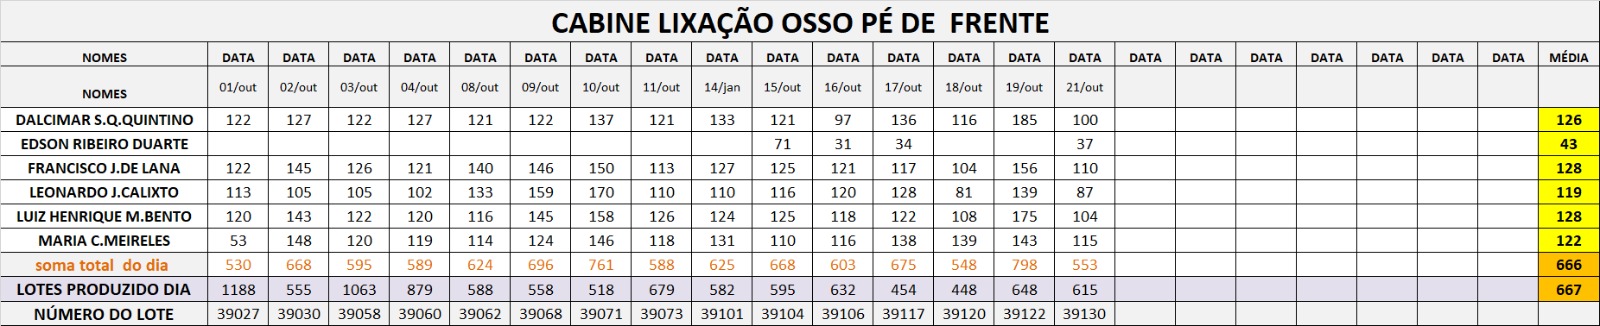 CABINE LIXAÇÃO OSSO PÉ DE FRENTE
NOMES DATA DATA DATA DATA DATA DATA DATA DATA DATA DATA DATA DATA DATA DATA DATA DATA DATA DATA DATA DATA DATA DATA MÉDIA
NOMES 01/out 02/out 03/out 04/out 08/out 09/out 10/out 11/out 14/jan 15/out 16/out 17/out 18/out 19/out 21/out
DALCIMAR S.Q.QUINTINO 122 127 122 127 121 122 137 121 133 121 97 136 116 185 100 126
EDSON RIBEIRO DUARTE 71 31 34 37 43
FRANCISCO J.DE LANA 122 145 126 121 140 146 150 113 127 125 121 117 104 156 110 128
LEONARDO J.CALIXTO 113 105 105 102 133 159 170 110 110 116 120 128 81 139 87 119
LUIZ HENRIQUE M.BENTO 120 143 122 120 116 145 158 126 124 125 118 122 108 175 104 128
MARIA C.MEIRELES 53 148 120 119 114 124 146 118 131 110 116 138 139 143 115 122
soma total do dia 530 668 595 589 624 696 761 588 625 668 603 675 548 798 553 666
LOTES PRODUZIDO DIA 1188 555 1063 879 588 558 518 679 582 595 632 454 448 648 615 667
NÚMERO DO LOTE 39027 39030 39058 39060 39062 39068 39071 39073 39101 39104 39106 39117 39120 39122 39130